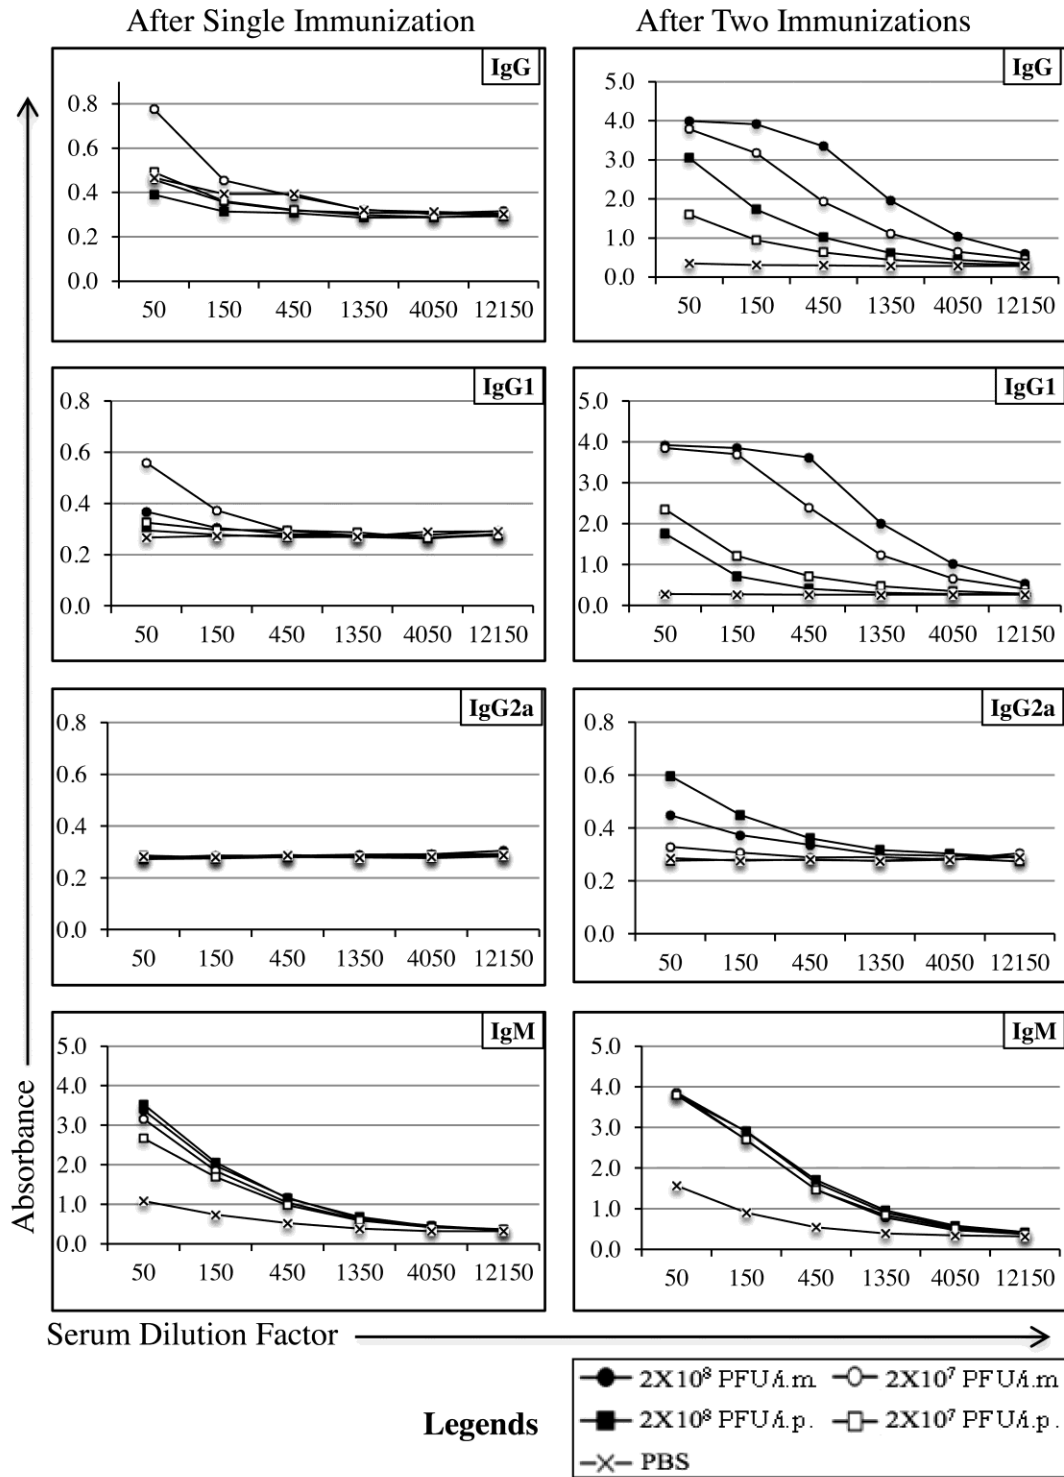 After Single Immunization
After Two Immunizations
IgG
0.8
0.6
0.4
0.2
0.0
50 150 450 1350 4050 12150
IgG
5.0
4.0
3.0
2.0
1.0
0.0
50 150 450 1350 4050 12150
IgG1
0.8
0.6
0.4
0.2
0.0
50 150 450 1350 4050 12150
IgG1
5.0
4.0
3.0
2.0
1.0
0.0
50 150 450 1350 4050 12150
IgG2a
0.8
0.6
0.4
0.2
0.0
50 150 450 1350 4050 12150
IgG2a
0.8
0.6
0.4
0.2
0.0
50 150 450 1350 4050 12150
IgM
5.0
4.0
3.0
2.0
1.0
0.0
50 150 450 1350 4050 12150
IgM
5.0
4.0
3.0
2.0
1.0
0.0
50 150 450 1350 4050 12150
Absorbance
Serum Dilution Factor
Legends
2X10⁸ PFU/i.m 2X10⁷ PFU/i.m
2X10⁸ PFU/i.p. 2X10⁷ PFU/i.p.
PBS